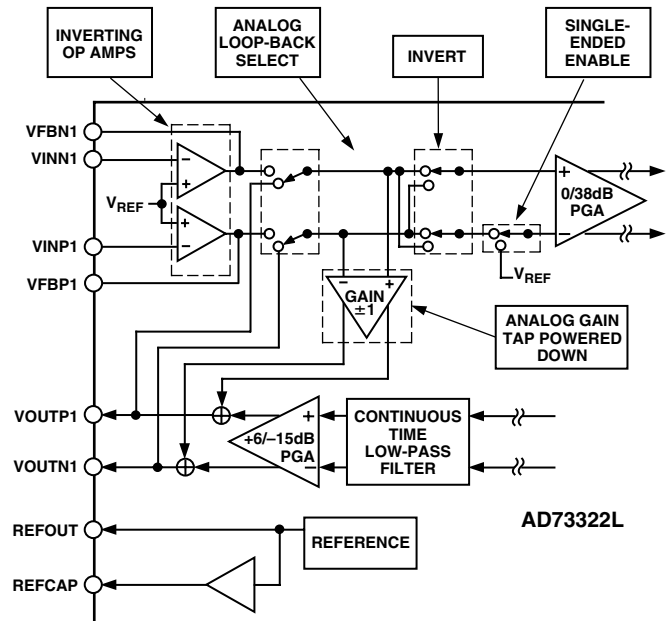 INVERTING
OP AMPS
ANALOG
LOOP-BACK
SELECT
INVERT
SINGLE-
ENDED
ENABLE
VFBN1
VINN1
VREF
VINP1
VFBP1
−
+
+
−
+
−
0/38dB
PGA
VREF
− +
GAIN
±1
ANALOG GAIN
TAP POWERED
DOWN
VOUTP1
VOUTN1
+6/–15dB
PGA
+
−
CONTINUOUS
TIME
LOW-PASS
FILTER
REFOUT
REFCAP
REFERENCE
AD73322L